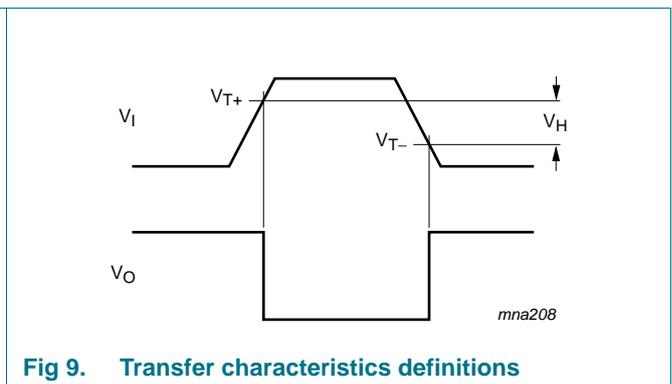 V_T+
V_I
V_H
V_T–
V_O
mna208
Fig 9. Transfer characteristics definitions